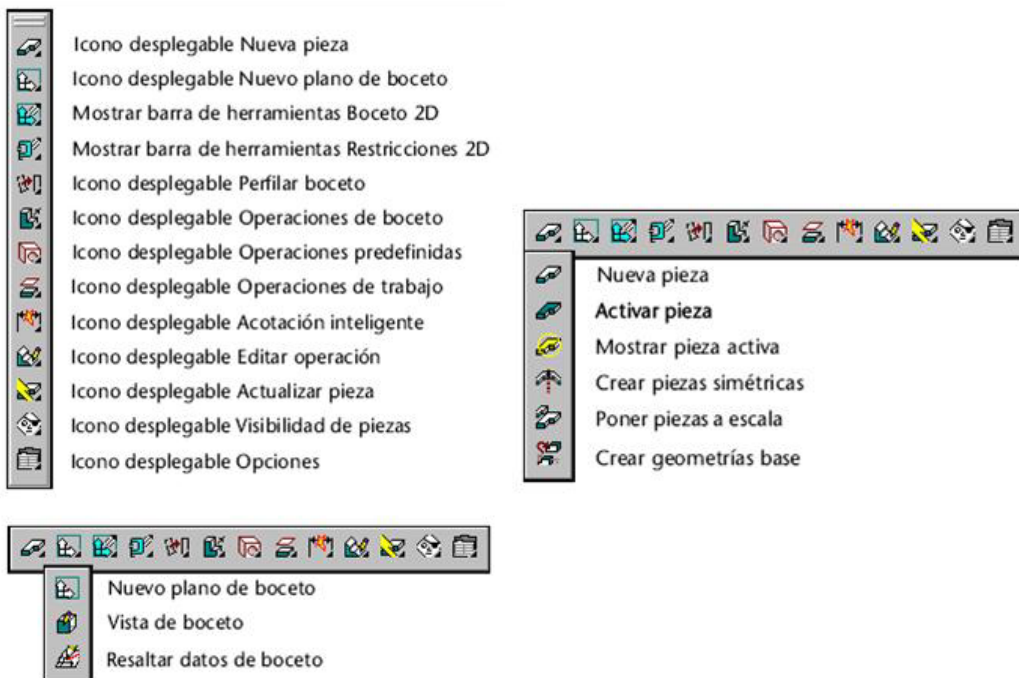 Icono desplegable Nueva pieza
Icono desplegable Nuevo plano de boceto
Mostrar barra de herramientas Boceto 2D
Mostrar barra de herramientas Restricciones 2D
Icono desplegable Perfilar boceto
Icono desplegable Operaciones de boceto
Icono desplegable Operaciones predefinidas
Icono desplegable Operaciones de trabajo
Icono desplegable Acotación inteligente
Icono desplegable Editar operación
Icono desplegable Actualizar pieza
Icono desplegable Visibilidad de piezas
Icono desplegable Opciones
Nueva pieza
Activar pieza
Mostrar pieza activa
Crear piezas simétricas
Poner piezas a escala
Crear geometrías base
Nuevo plano de boceto
Vista de boceto
Resaltar datos de boceto